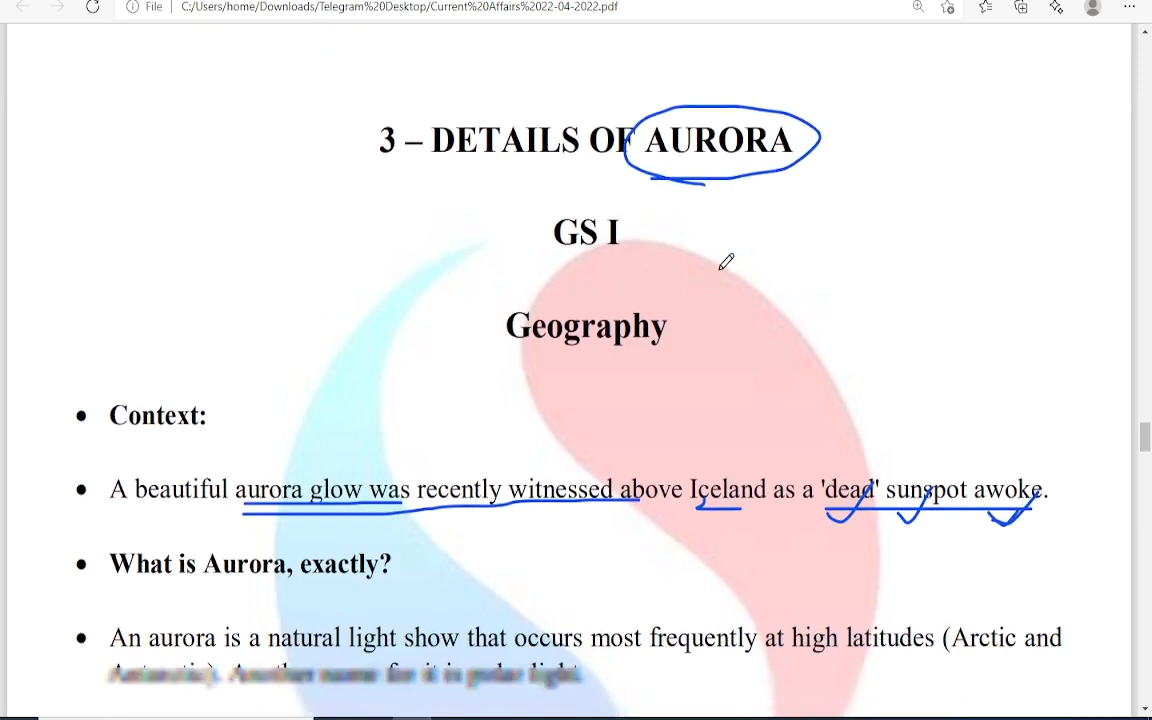 File | C:/Users/home/Downloads/Telegram%20Desktop/Current%20Affairs%2022-04-2022.pdf
3 – DETAILS OF AURORA
GS I
Geography
• Context:
• A beautiful aurora glow was recently witnessed above Iceland as a 'dead' sunspot awoke.
• What is Aurora, exactly?
• An aurora is a natural light show that occurs most frequently at high latitudes (Arctic and